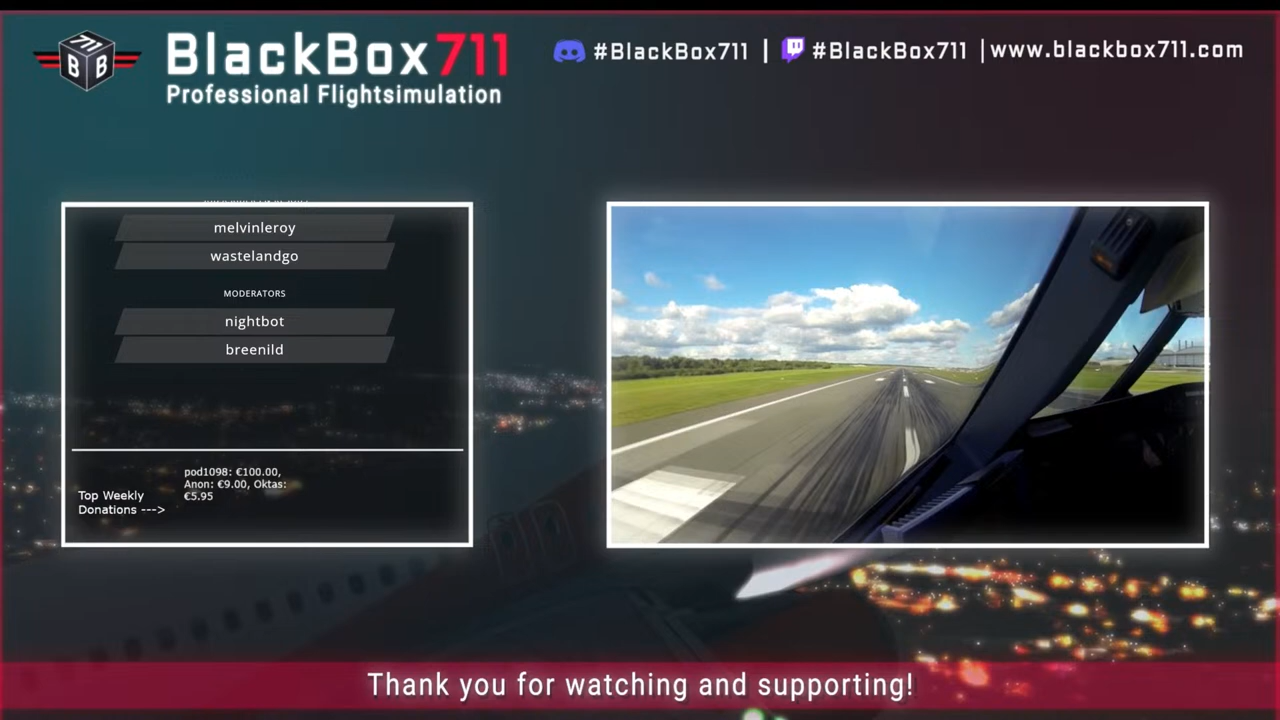 BlackBox711
Professional Flightsimulation
#BlackBox711 | #BlackBox711 |www.blackbox711.com
711
B B
melvinleroy
wastelandgo
MODERATORS
nightbot
breenild
Top Weekly
Donations --->
pod1098: €100.00,
Anon: €9.00, Oktas:
€5.95
Thank you for watching and supporting!